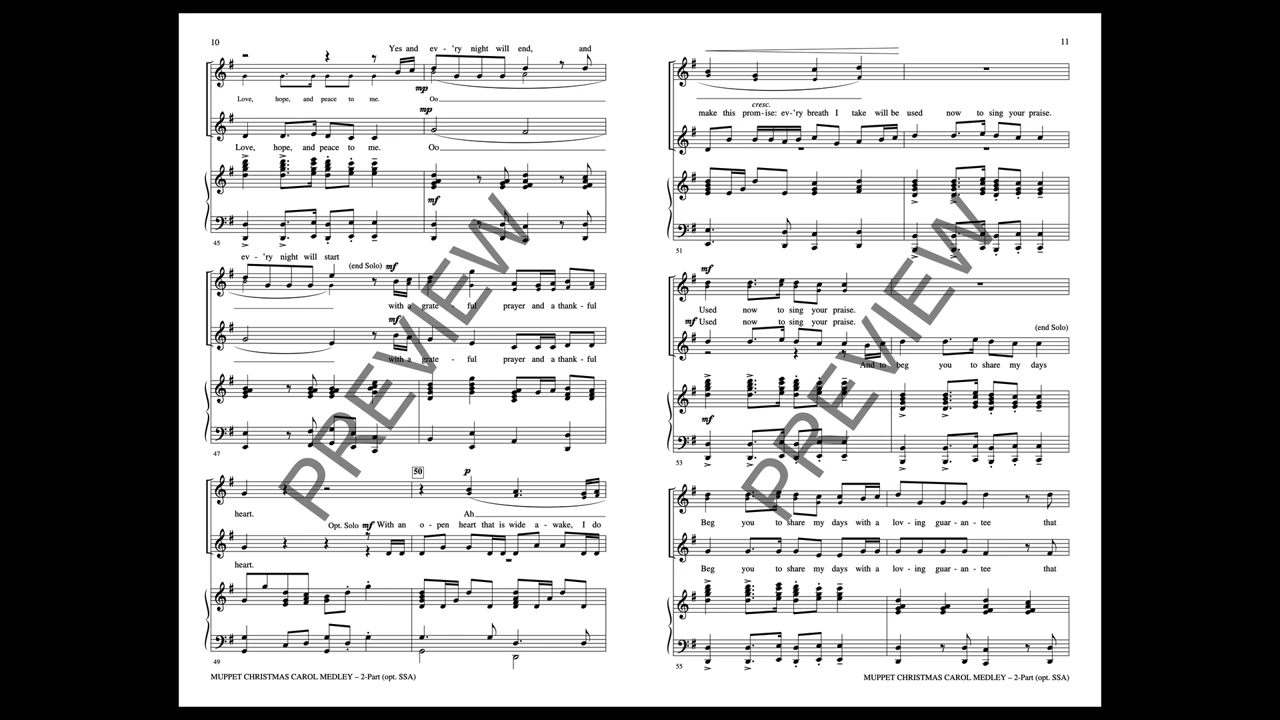 10
Yes and ev - 'ry night will end, and
mp
Love, hope, and peace to me. Oo
mp
Love, hope, and peace to me. Oo
mf
45
ev - 'ry night will start
(end Solo) mf
with a grate - ful prayer and a thank - ful
mf
with a grate - ful prayer and a thank - ful
47
50
p
heart. Ah
Opt. Solo mf With an o - pen heart that is wide a - wake, I do
heart.
49
MUPPET CHRISTMAS CAROL MEDLEY – 2-Part (opt. SSA)
PREVIEW
11
cresc.
make this prom - ise: ev-'ry breath I take will be used now to sing your praise.
51
mf
Used now to sing your praise.
mf Used now to sing your praise.
(end Solo)
And to beg you to share my days
mf
53
Beg you to share my days with a lov - ing guar - an - tee that
Beg you to share my days with a lov - ing guar - an - tee that
55
MUPPET CHRISTMAS CAROL MEDLEY – 2-Part (opt. SSA)
PREVIEW